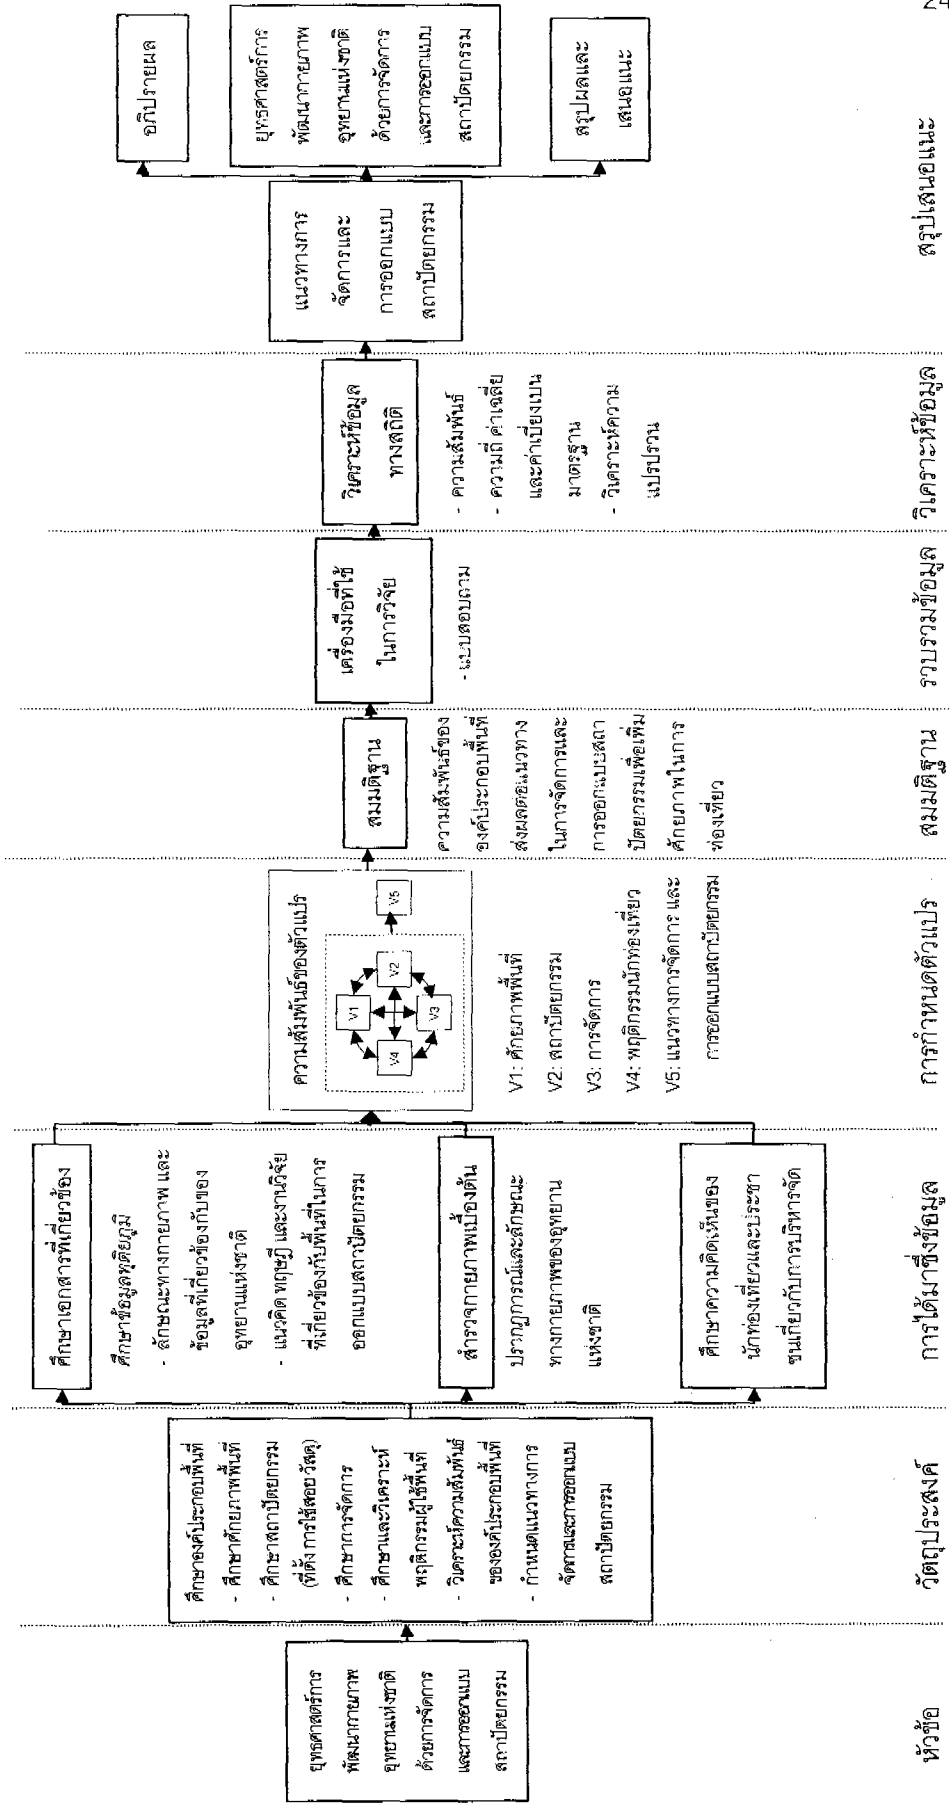 24
ยุทธศาสตร์การ
พัฒนากายภาพ
อุทยานแห่งชาติ
ด้วยการจัดการ
และการออกแบบ
สถาปัตยกรรม
หัวข้อ
ศึกษาองค์ประกอบพื้นที่
- ศึกษาศักยภาพพื้นที่
- ศึกษาสถาปัตยกรรม
(ที่ตั้ง การใช้สอย วัสดุ)
- ศึกษาการจัดการ
- ศึกษาและวิเคราะห์
พฤติกรรมผู้ใช้พื้นที่
- วิเคราะห์ความสัมพันธ์
ขององค์ประกอบพื้นที่
- กำหนดแนวทางการ
จัดการและการออกแบบ
สถาปัตยกรรม
วัตถุประสงค์
ศึกษาเอกสารที่เกี่ยวข้อง
ศึกษาข้อมูลทุติยภูมิ
- ลักษณะทางกายภาพ และ
ข้อมูลที่เกี่ยวข้องกับของ
อุทยานแห่งชาติ
- แนวคิด ทฤษฎี และงานวิจัย
ที่เกี่ยวข้องกับพื้นที่ในการ
ออกแบบสถาปัตยกรรม
สำรวจกายภาพเบื้องต้น
ปรากฏการณ์และลักษณะ
ทางกายภาพของอุทยาน
แห่งชาติ
ศึกษาความคิดเห็นของ
นักท่องเที่ยวและประชา
ชนเกี่ยวกับการบริหารจัด
การได้มาซึ่งข้อมูล
ความสัมพันธ์ของตัวแปร
V1
V2
V3
V4
V5
V1: ศักยภาพพื้นที่
V2: สถาปัตยกรรม
V3: การจัดการ
V4: พฤติกรรมนักท่องเที่ยว
V5: แนวทางการจัดการ และ
การออกแบบสถาปัตยกรรม
การกำหนดตัวแปร
สมมติฐาน
ความสัมพันธ์ของ
องค์ประกอบพื้นที่
ส่งผลต่อแนวทาง
ในการจัดการและ
การออกแบบสถา
ปัตยกรรมเพื่อเพิ่ม
ศักยภาพในการ
ท่องเที่ยว
สมมติฐาน
เครื่องมือที่ใช้
ในการวิจัย
- แบบสอบถาม
รวบรวมข้อมูล
วิเคราะห์ข้อมูล
ทางสถิติ
- ความสัมพันธ์
- ความถี่ ค่าเฉลี่ย
และค่าเบี่ยงเบน
มาตรฐาน
- วิเคราะห์ความ
แปรปรวน
วิเคราะห์ข้อมูล
แนวทางการ
จัดการและ
การออกแบบ
สถาปัตยกรรม
อภิปรายผล
ยุทธศาสตร์การ
พัฒนากายภาพ
อุทยานแห่งชาติ
ด้วยการจัดการ
และการออกแบบ
สถาปัตยกรรม
สรุปผลและ
เสนอแนะ
สรุปเสนอแนะ